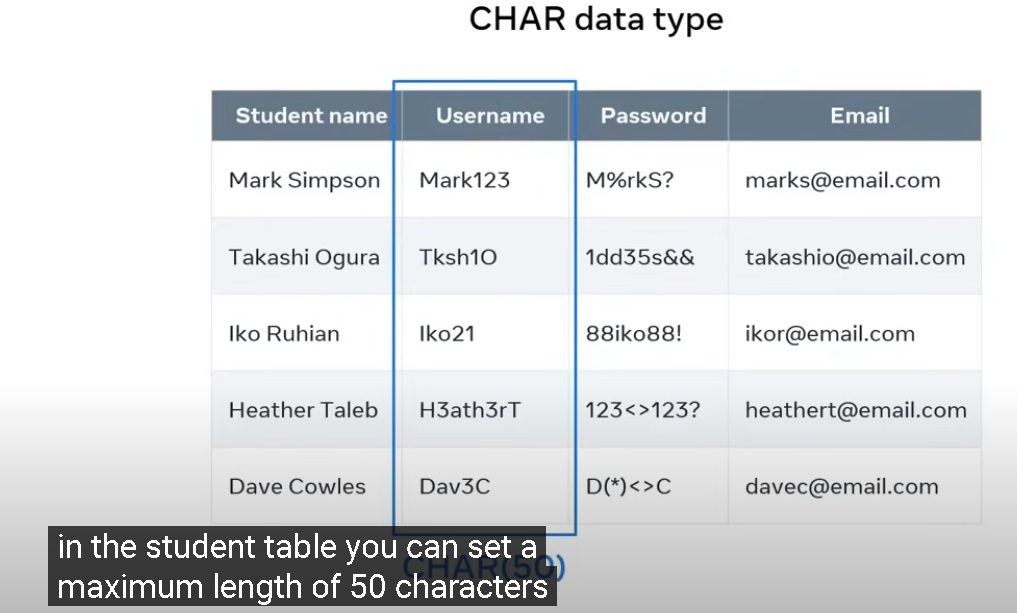 CHAR data type
Student name Username Password Email
Mark Simpson Mark123 M%rkS? marks@email.com
Takashi Ogura Tksh1O 1dd35s&& takashio@email.com
Iko Ruhian Iko21 88iko88! ikor@email.com
Heather Taleb H3ath3rT 123<>123? heathert@email.com
Dave Cowles Dav3C D(*)<>C davec@email.com
CHAR(50)
in the student table you can set a
maximum length of 50 characters